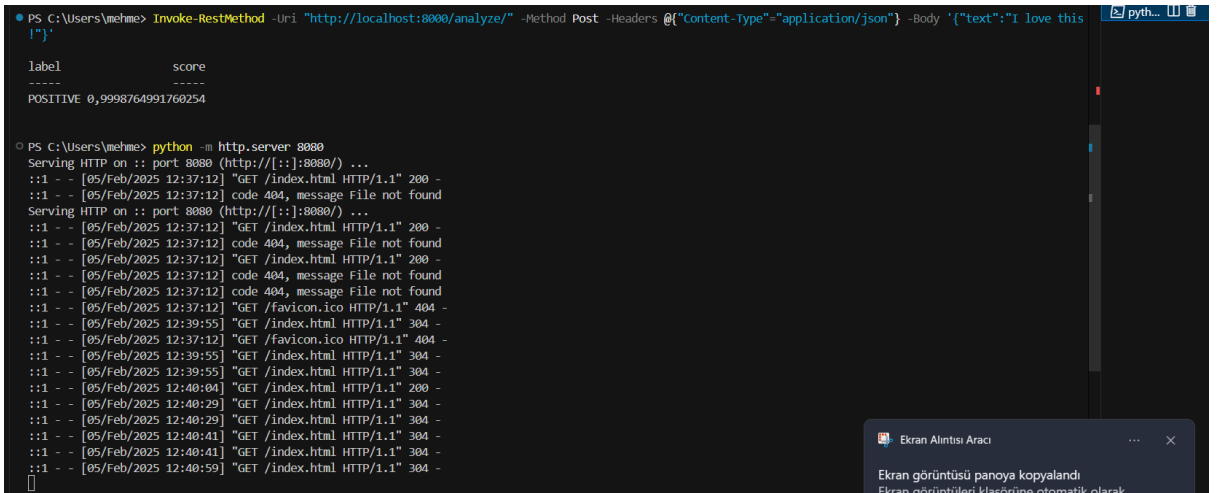 PS C:\Users\mehme> Invoke-RestMethod -Uri "http://localhost:8000/analyze/" -Method Post -Headers @{"Content-Type"="application/json"} -Body '{"text":"I love this
!"}'
label score
----- -----
POSITIVE 0,9998764991760254
PS C:\Users\mehme> python -m http.server 8080
Serving HTTP on :: port 8080 (http://[::]:8080/) ...
::1 - - [05/Feb/2025 12:37:12] "GET /index.html HTTP/1.1" 200 -
::1 - - [05/Feb/2025 12:37:12] code 404, message File not found
Serving HTTP on :: port 8080 (http://[::]:8080/) ...
::1 - - [05/Feb/2025 12:37:12] "GET /index.html HTTP/1.1" 200 -
::1 - - [05/Feb/2025 12:37:12] code 404, message File not found
::1 - - [05/Feb/2025 12:37:12] "GET /index.html HTTP/1.1" 200 -
::1 - - [05/Feb/2025 12:37:12] code 404, message File not found
::1 - - [05/Feb/2025 12:37:12] code 404, message File not found
::1 - - [05/Feb/2025 12:37:12] "GET /favicon.ico HTTP/1.1" 404 -
::1 - - [05/Feb/2025 12:39:55] "GET /index.html HTTP/1.1" 304 -
::1 - - [05/Feb/2025 12:37:12] "GET /favicon.ico HTTP/1.1" 404 -
::1 - - [05/Feb/2025 12:39:55] "GET /index.html HTTP/1.1" 304 -
::1 - - [05/Feb/2025 12:39:55] "GET /index.html HTTP/1.1" 304 -
::1 - - [05/Feb/2025 12:40:04] "GET /index.html HTTP/1.1" 200 -
::1 - - [05/Feb/2025 12:40:29] "GET /index.html HTTP/1.1" 304 -
::1 - - [05/Feb/2025 12:40:29] "GET /index.html HTTP/1.1" 304 -
::1 - - [05/Feb/2025 12:40:41] "GET /index.html HTTP/1.1" 304 -
::1 - - [05/Feb/2025 12:40:41] "GET /index.html HTTP/1.1" 304 -
::1 - - [05/Feb/2025 12:40:59] "GET /index.html HTTP/1.1" 304 -
pyth...
Ekran Alıntısı Aracı
Ekran görüntüsü panoya kopyalandı
Ekran görüntüleri klasörüne otomatik olarak